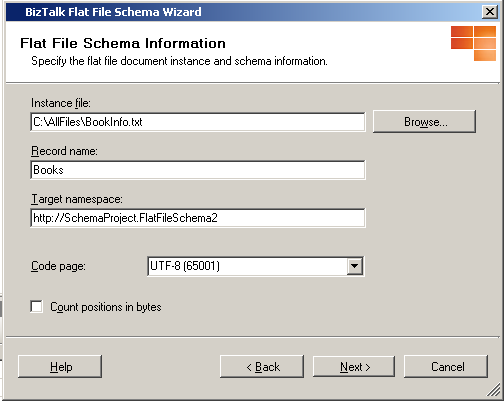 BizTalk Flat File Schema Wizard
Flat File Schema Information
Specify the flat file document instance and schema information.
Instance file:
C:\AllFiles\BookInfo.txt
Browse...
Record name:
Books
Target namespace:
http://SchemaProject.FlatFileSchema2
Code page:
UTF-8 (65001)
Count positions in bytes
Help
< Back
Next >
Cancel